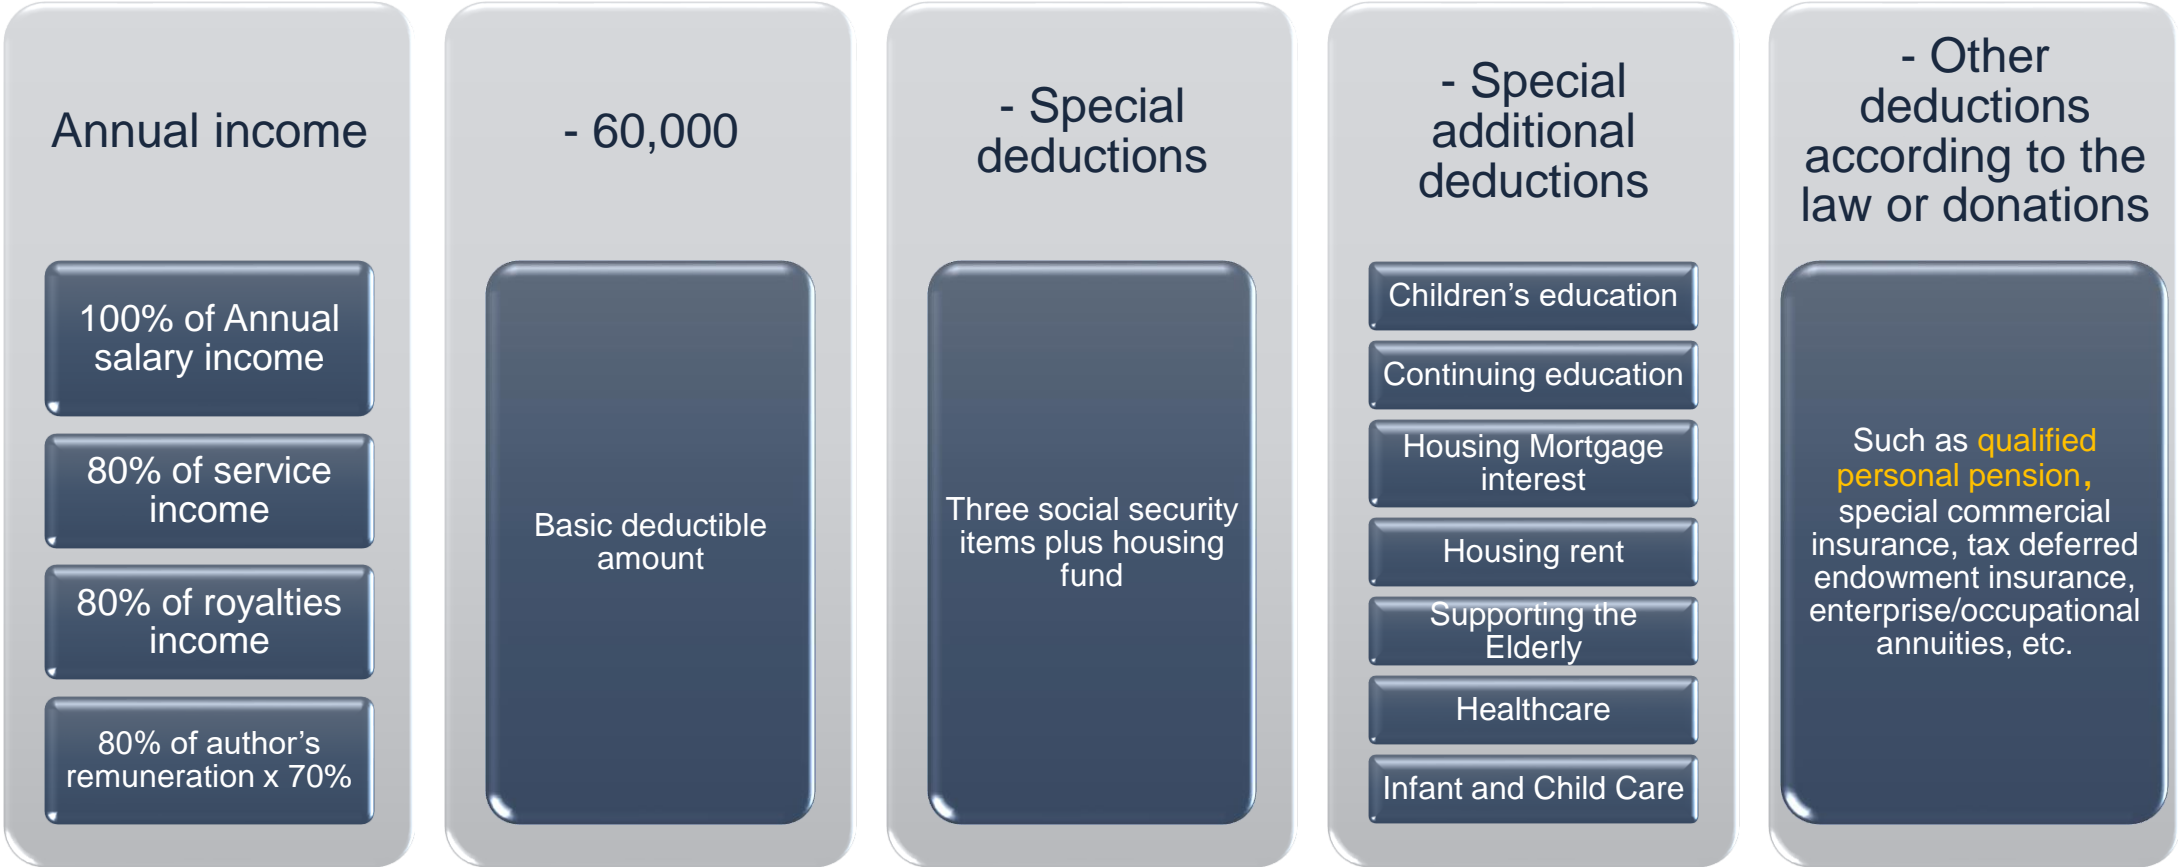 Annual income
100% of Annual
salary income
80% of service
income
80% of royalties
income
80% of author’s
remuneration x 70%
- 60,000
Basic deductible
amount
- Special
deductions
Three social security
items plus housing
fund
- Special
additional
deductions
Children’s education
Continuing education
Housing Mortgage
interest
Housing rent
Supporting the
Elderly
Healthcare
Infant and Child Care
- Other
deductions
according to the
law or donations
Such as qualified
personal pension,
special commercial
insurance, tax deferred
endowment insurance,
enterprise/occupational
annuities, etc.